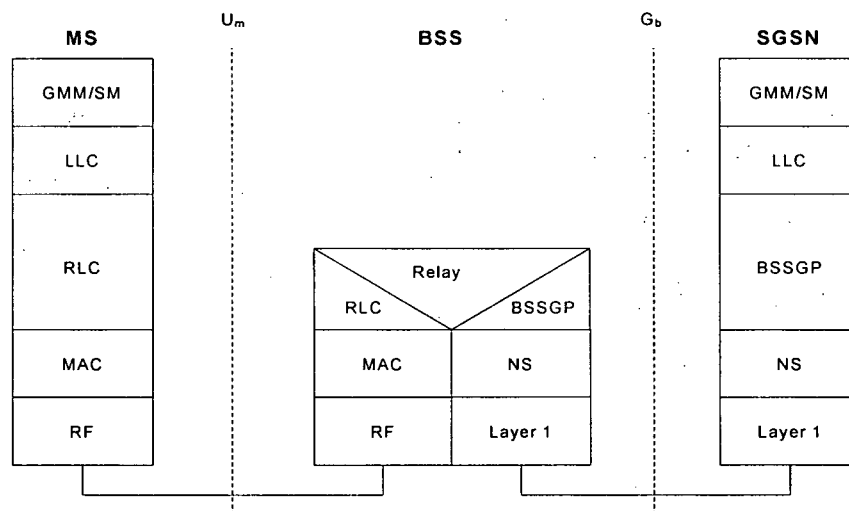 Um Gb
MS BSS SGSN
GMM/SM GMM/SM
LLC LLC
RLC Relay BSSGP
RLC BSSGP
MAC MAC NS NS
RF RF Layer 1 Layer 1